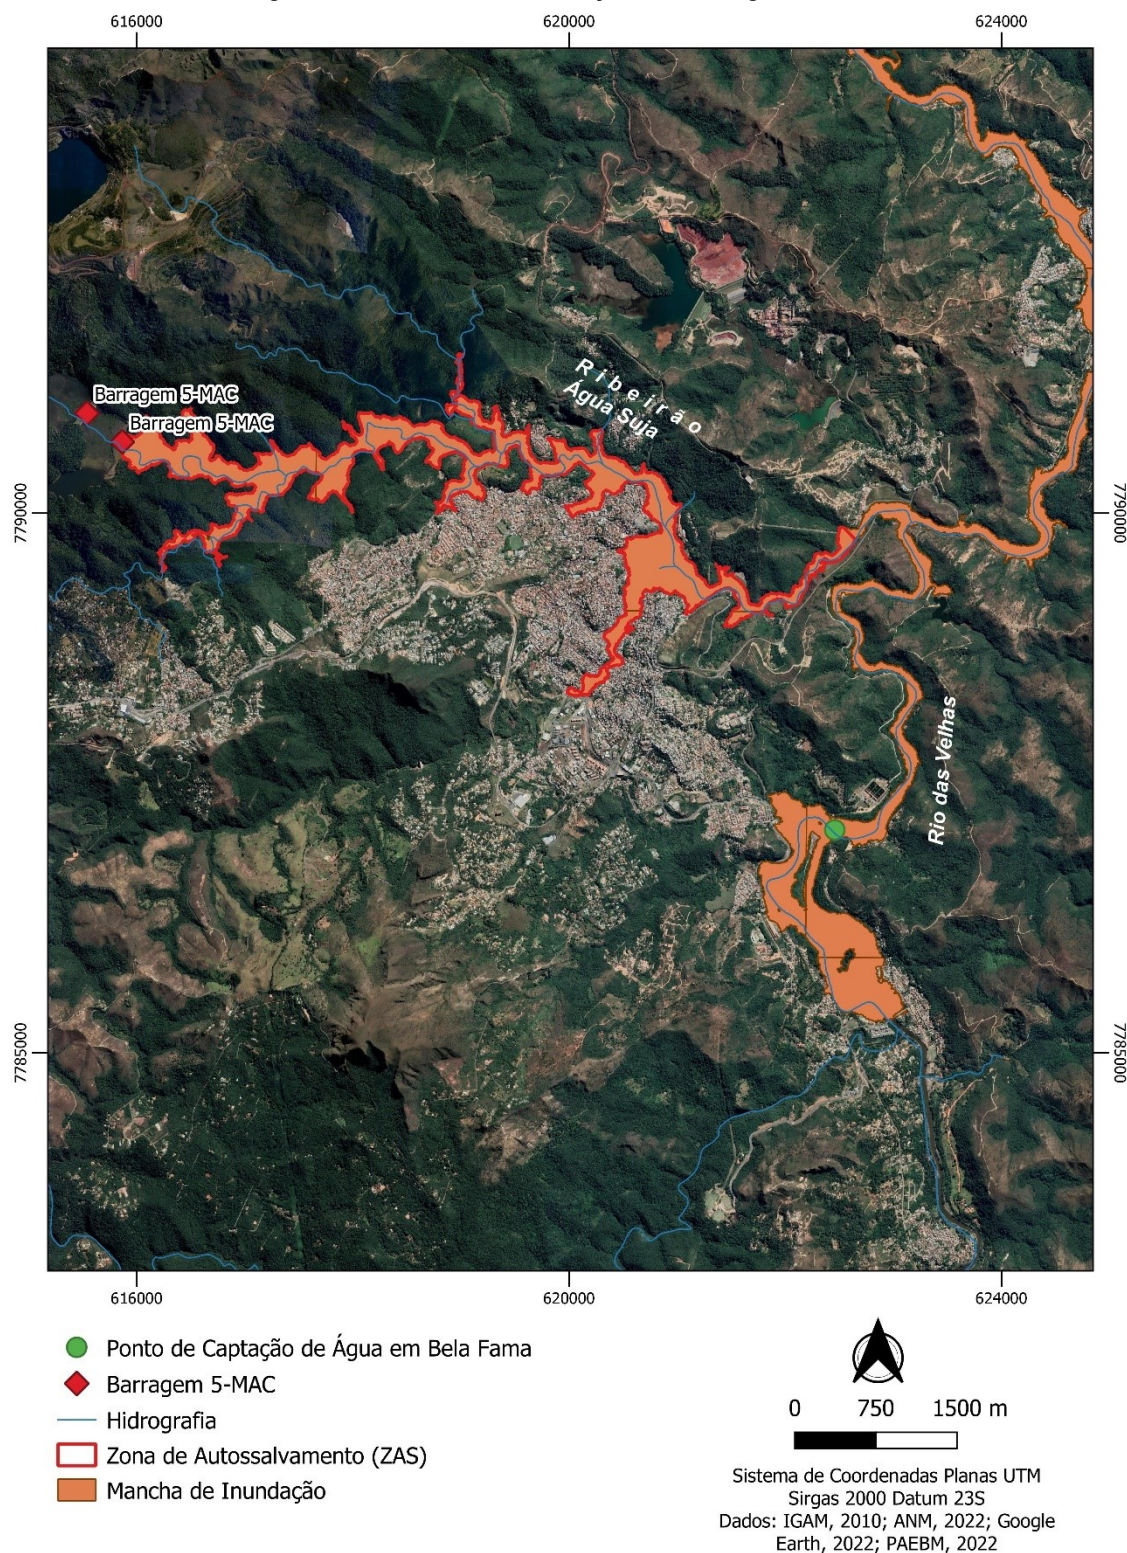 616000
620000
624000
Barragem 5-MAC
Barragem 5-MAC
Ribeirão
Água Suja
7790000
7790000
Rio das Velhas
7785000
7785000
616000
620000
624000
Ponto de Captação de Água em Bela Fama
Barragem 5-MAC
Hidrografia
Zona de Autossalvamento (ZAS)
Mancha de Inundação
0 750 1500 m
Sistema de Coordenadas Planas UTM
Sirgas 2000 Datum 23S
Dados: IGAM, 2010; ANM, 2022; Google
Earth, 2022; PAEBM, 2022